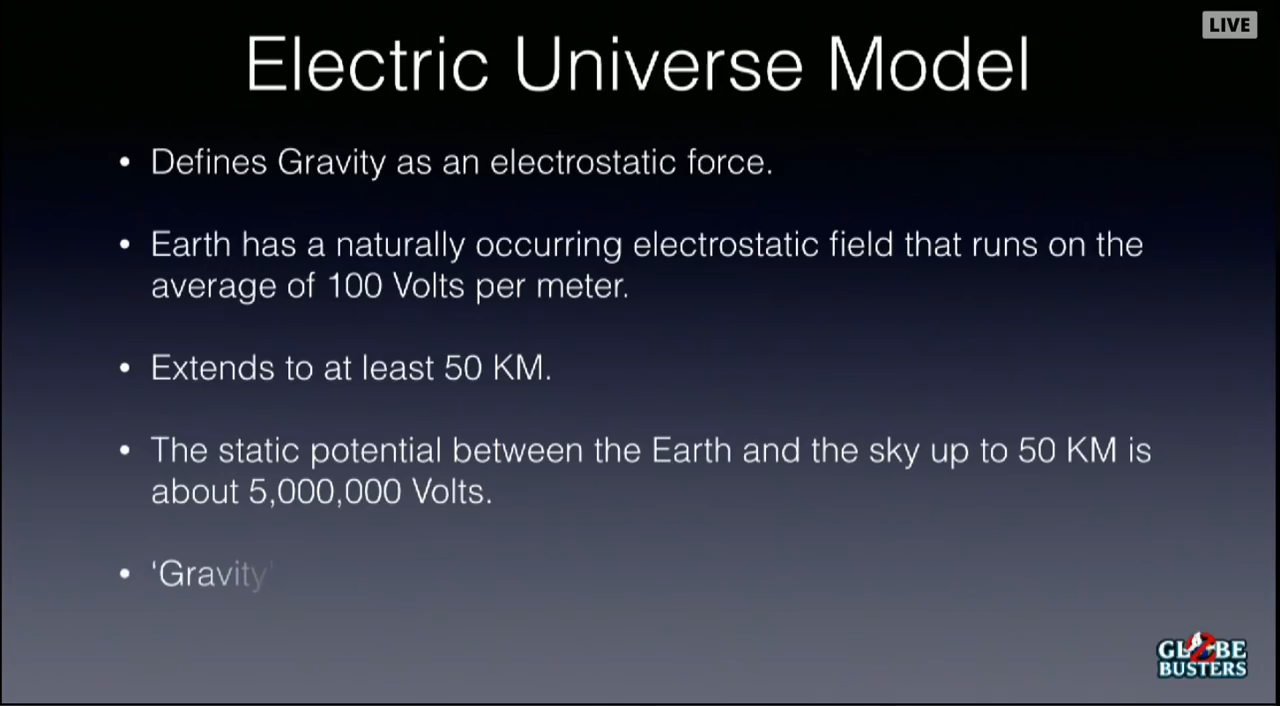 LIVE
Electric Universe Model
• Defines Gravity as an electrostatic force.
• Earth has a naturally occurring electrostatic field that runs on the
average of 100 Volts per meter.
• Extends to at least 50 KM.
• The static potential between the Earth and the sky up to 50 KM is
about 5,000,000 Volts.
• ‘Gravity’
GLOBE
BUSTERS